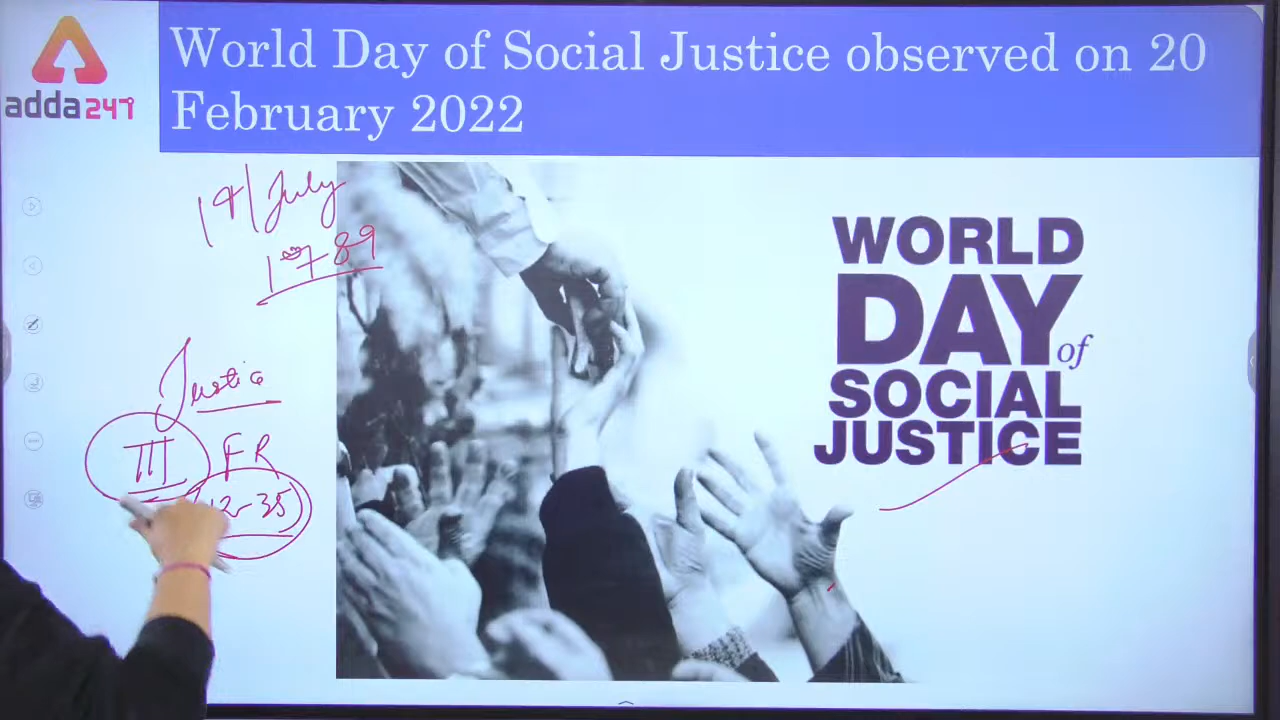 adda247
World Day of Social Justice observed on 20
February 2022
14 July
1789
Justic
III FR
12-35
WORLD
DAY of
SOCIAL
JUSTICE